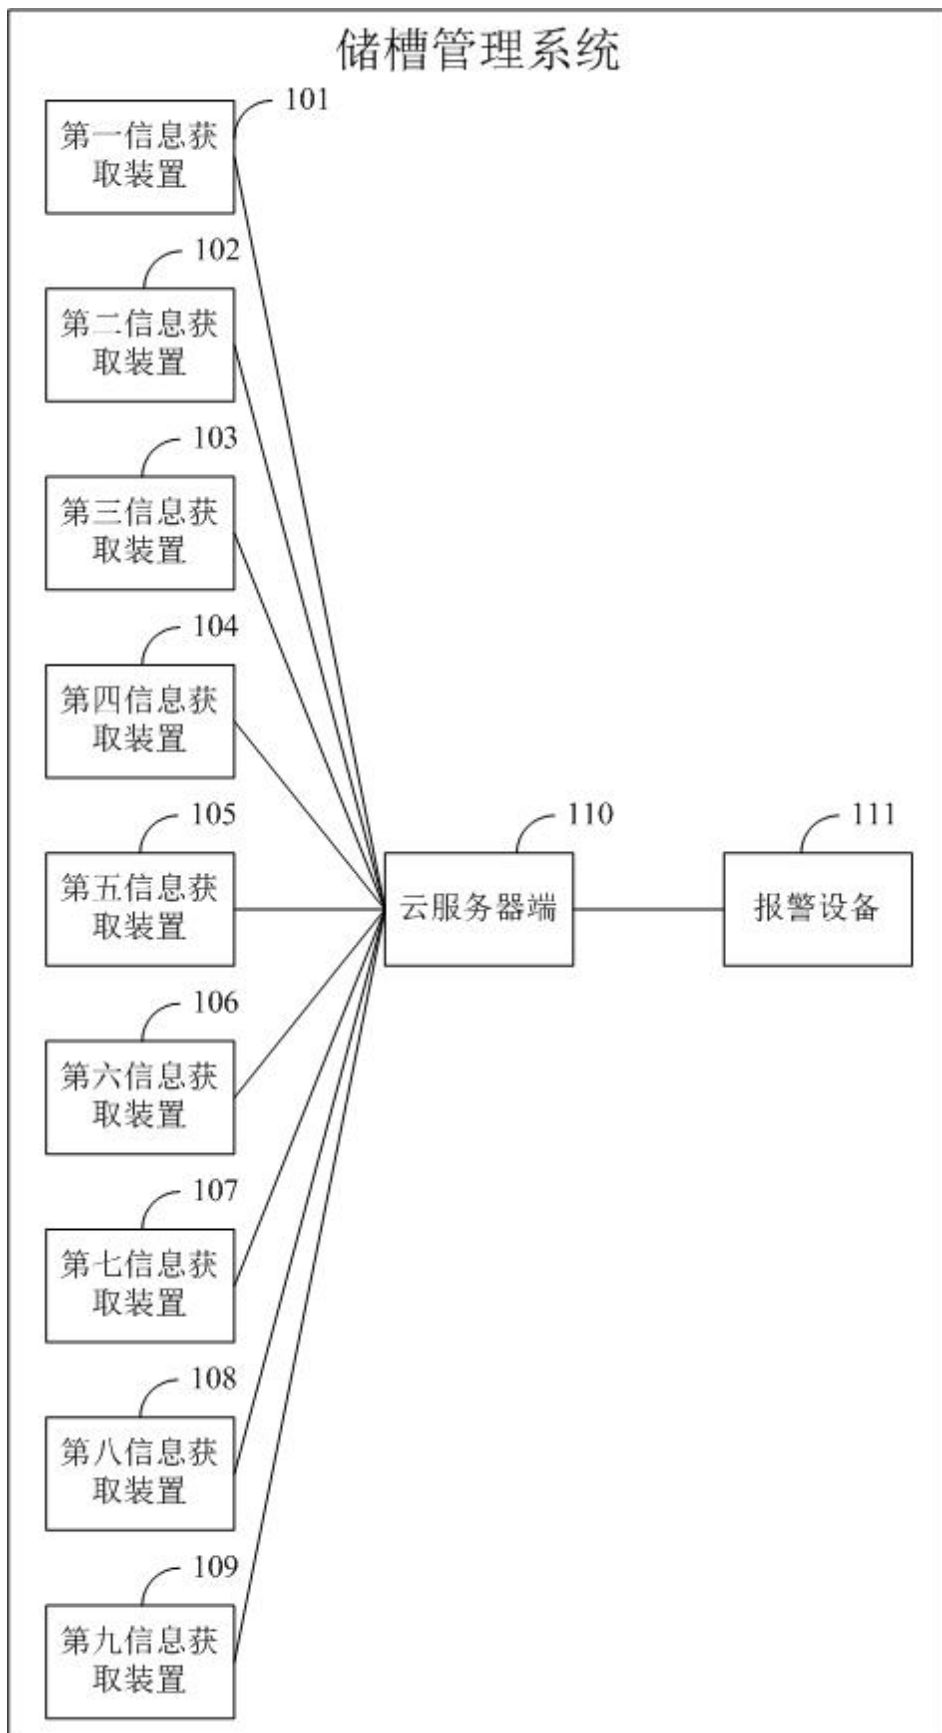 储槽管理系统
101
第一信息获
取装置
102
第二信息获
取装置
103
第三信息获
取装置
104
第四信息获
取装置
105
第五信息获
取装置
110
云服务器端
111
报警设备
106
第六信息获
取装置
107
第七信息获
取装置
108
第八信息获
取装置
109
第九信息获
取装置